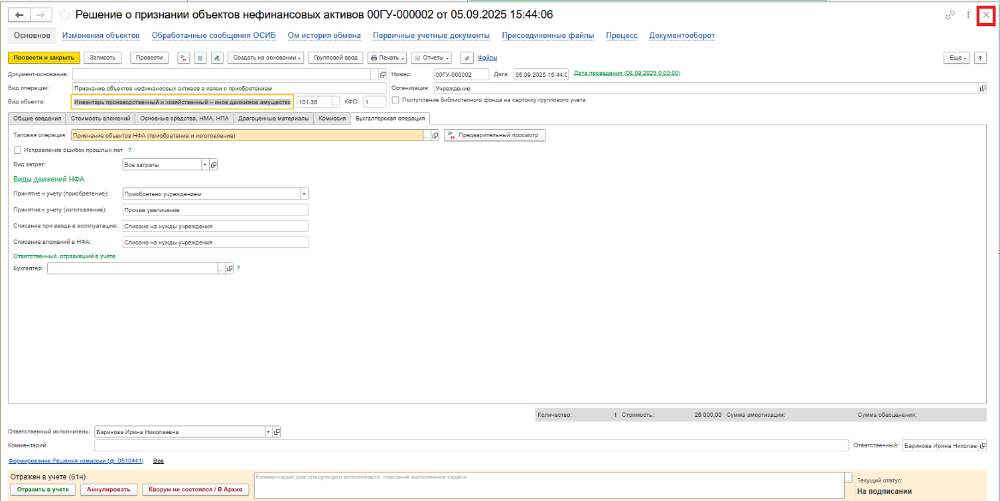 Решение о признании объектов нефинансовых активов 00ГУ-000002 от 05.09.2025 15:44:06
Основное Изменения объектов Обработанные сообщения ОСИБ Ом история обмена Первичные учетные документы Присоединенные файлы Процесс Документооборот
Провести и закрыть Записать Провести Создать на основании Групповой ввод Печать Отчеты Файлы Еще ?
Документ-основание: ... Номер: 00ГУ-000002 Дата: 05.09.2025 15:44:0 Дата проведения (08.09.2025 0:00:00)
Вид операции: Признание объектов нефинансовых активов в связи с приобретением Организация: Учреждение
Вид объекта: Инвентарь производственный и хозяйственный – иное движимое имущество 101.36 ... КФО: 1 Поступление библиотечного фонда на карточку группового учета
Общие сведения Стоимость вложений Основные средства, НМА, НПА Драгоценные материалы Комиссия Бухгалтерская операция
Типовая операция: Признание объектов НФА (приобретение и изготовление) ... Дт Кт Предварительный просмотр
Исправление ошибок прошлых лет ?
Вид затрат: Все затраты
Виды движений НФА
Принятие к учету (приобретение): Приобретено учреждением
Принятие к учету (изготовление): Прочее увеличение
Списание при вводе в эксплуатацию: Списано на нужды учреждения
Списание вложений в НФА: Списано на нужды учреждения
Ответственный, отразивший в учете
Бухгалтер: ... ?
Количество: 1 Стоимость: 25 000,00 Сумма амортизации: Сумма обесценения:
Ответственный исполнитель: Баринова Ирина Николаевна
Комментарий: Ответственный: Баринова Ирина Николае
Формирование Решения комиссии (ф. 0510441) Все
Отражен в учете (61н) Комментарий для следующего исполнителя, описание выполнения задачи ... Текущий статус:
Отразить в учете Аннулировать Кворум не состоялся / В Архив На подписании